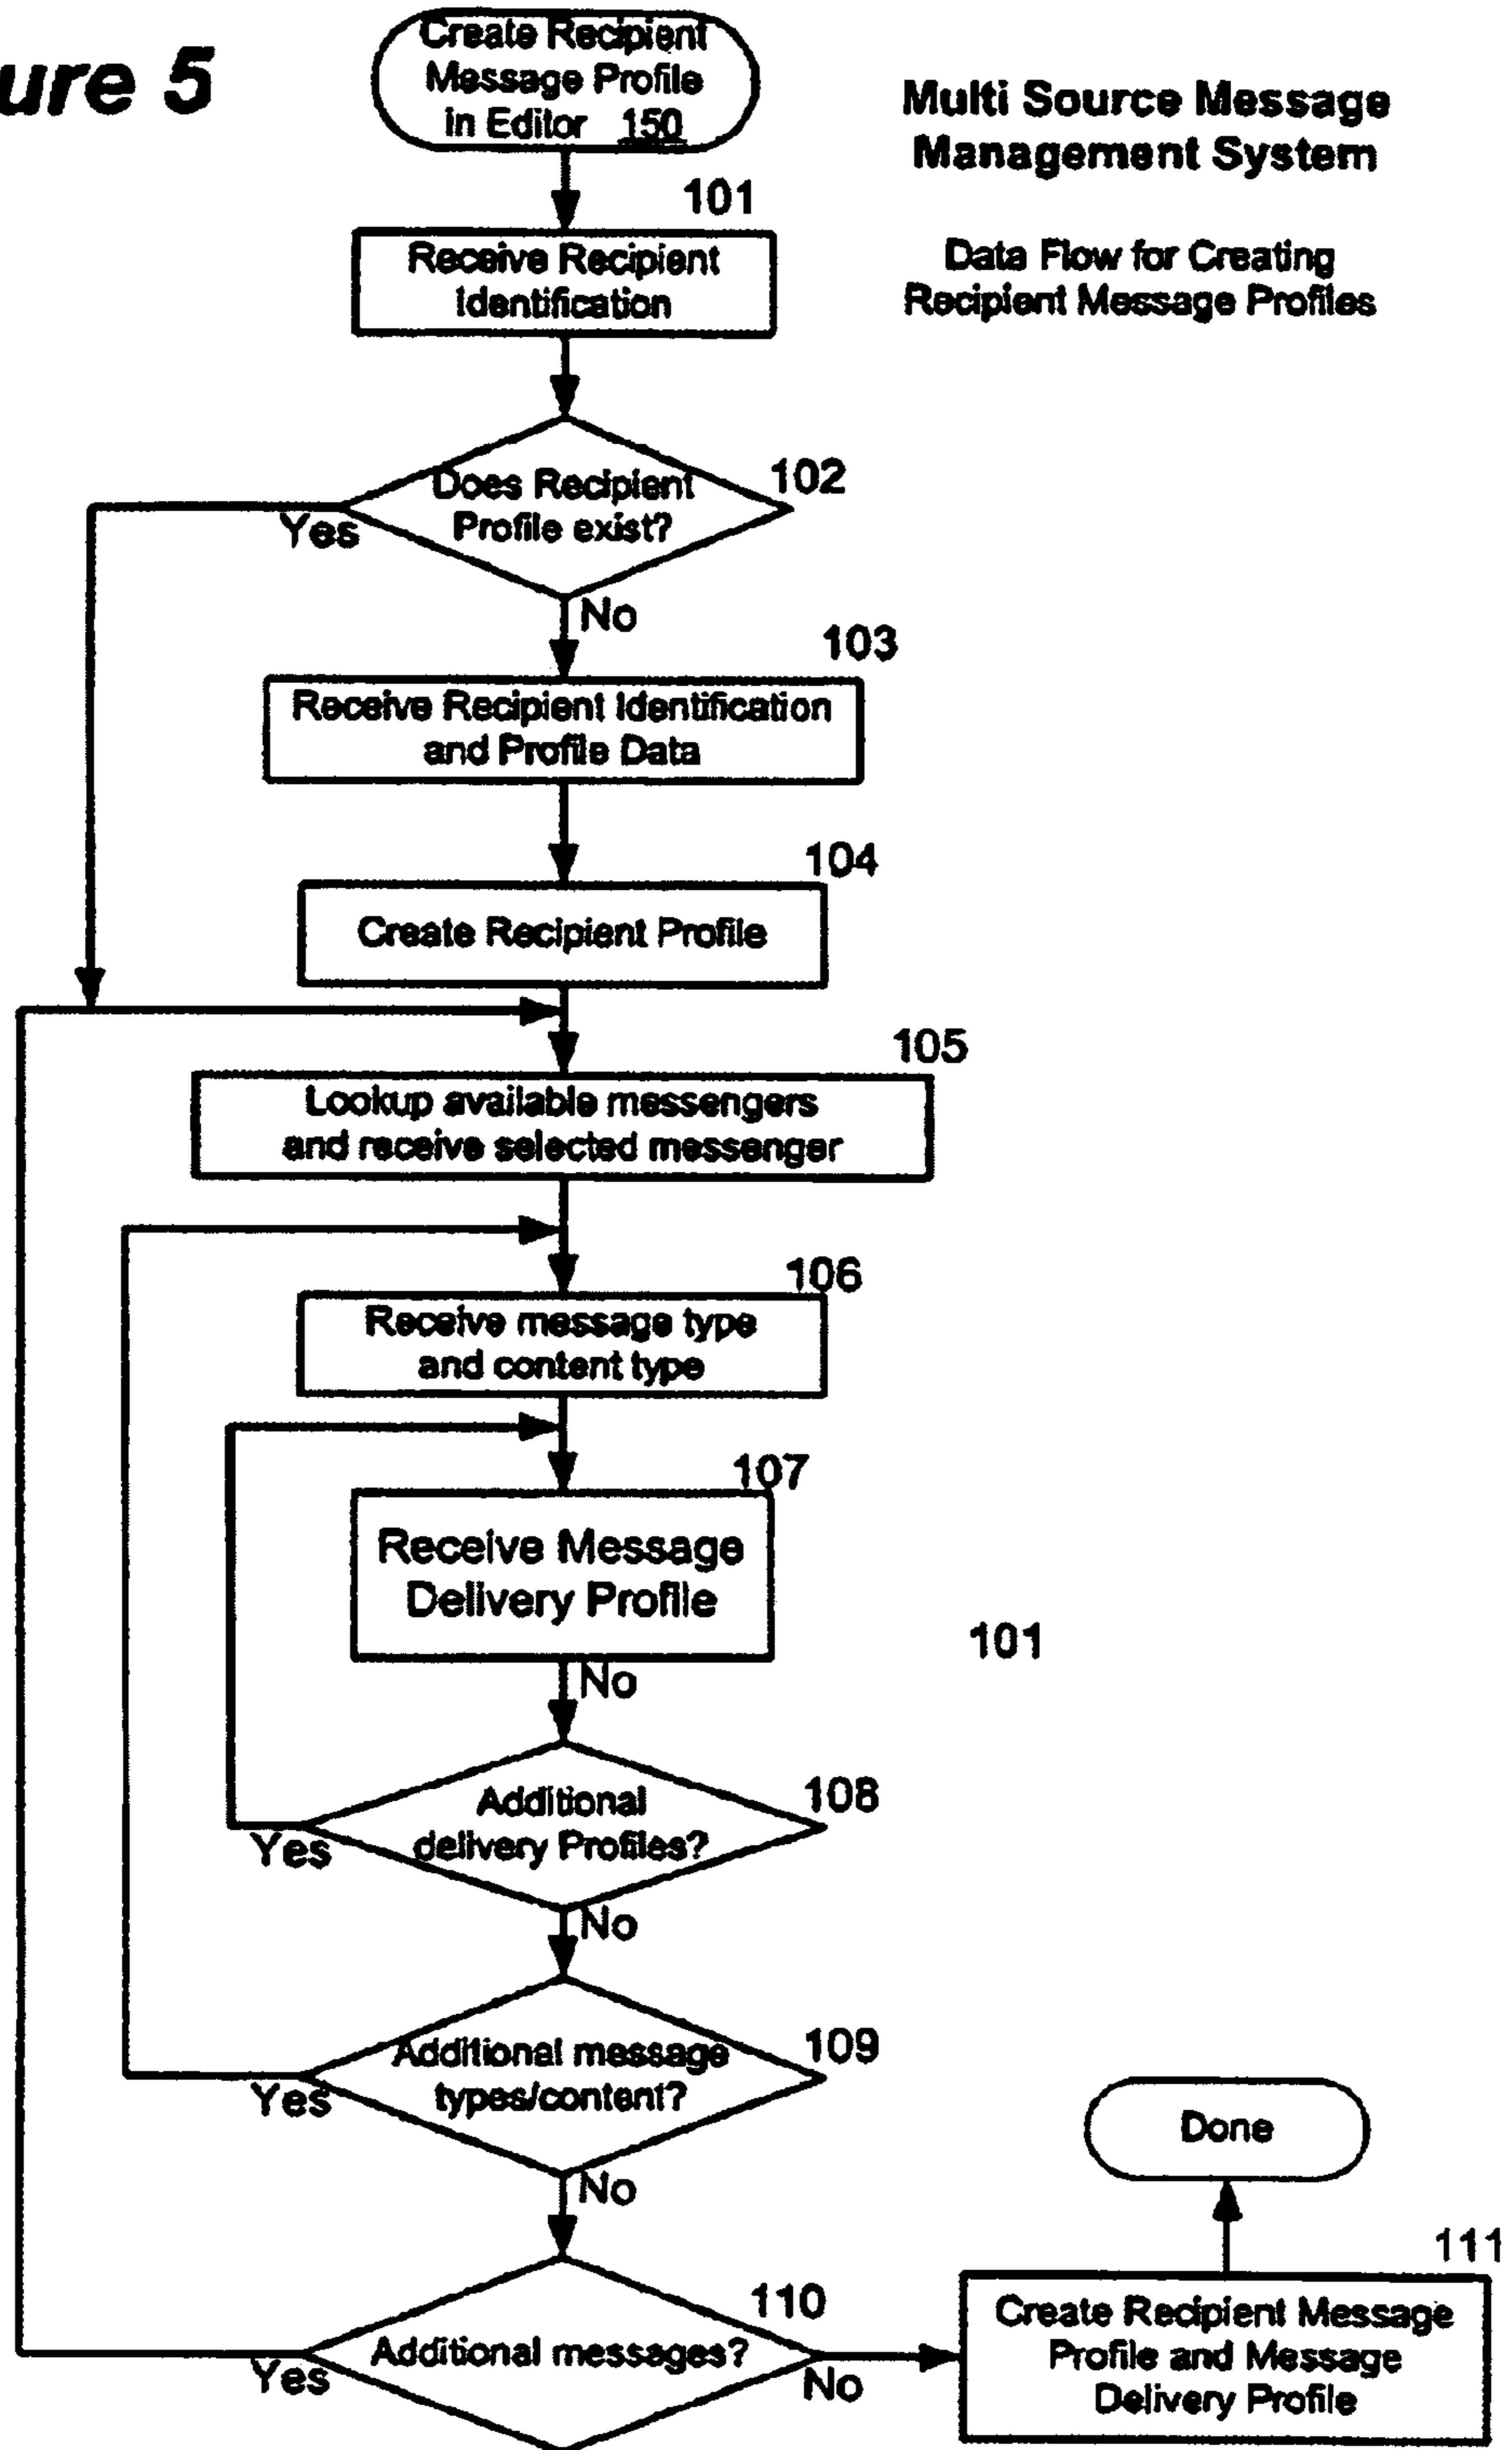 ure 5
Create Recipient
Message Profile
in Editor 150
Multi Source Message
Management System
Data Flow for Creating
Recipient Message Profiles
101
Receive Recipient
Identification
102
Does Recipient
Profile exist?
Yes
No
103
Receive Recipient Identification
and Profile Data
104
Create Recipient Profile
105
Lookup available messengers
and receive selected messenger
106
Receive message type
and content type
107
Receive Message
Delivery Profile
101
No
108
Additional
delivery Profiles?
Yes
No
109
Additional message
types/content?
Yes
No
Done
110
Additional messages?
Yes
No
111
Create Recipient Message
Profile and Message
Delivery Profile